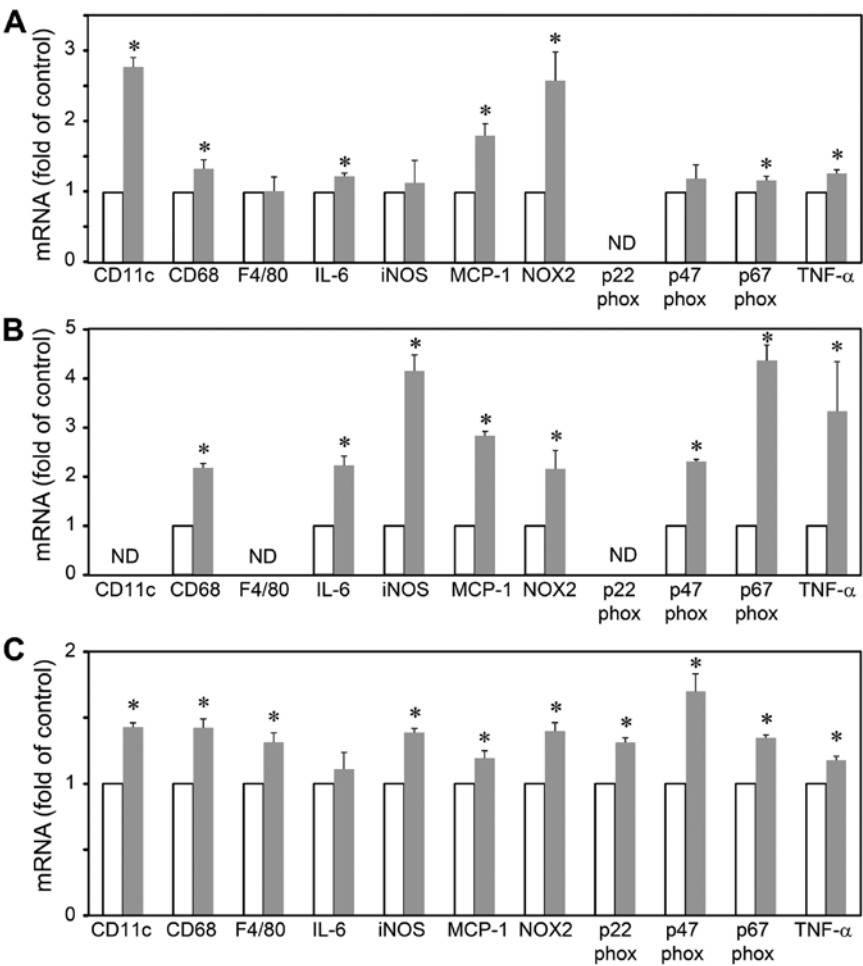 A
mRNA (fold of control)
3
2
1
0
* * * * * * *
ND
CD11c CD68 F4/80 IL-6 iNOS MCP-1 NOX2 p22 phox p47 phox p67 phox TNF-α
B
mRNA (fold of control)
5
4
3
2
1
0
* * * * * * * *
ND ND ND
CD11c CD68 F4/80 IL-6 iNOS MCP-1 NOX2 p22 phox p47 phox p67 phox TNF-α
C
mRNA (fold of control)
2
1
0
* * * * * * * * * *
CD11c CD68 F4/80 IL-6 iNOS MCP-1 NOX2 p22 phox p47 phox p67 phox TNF-α